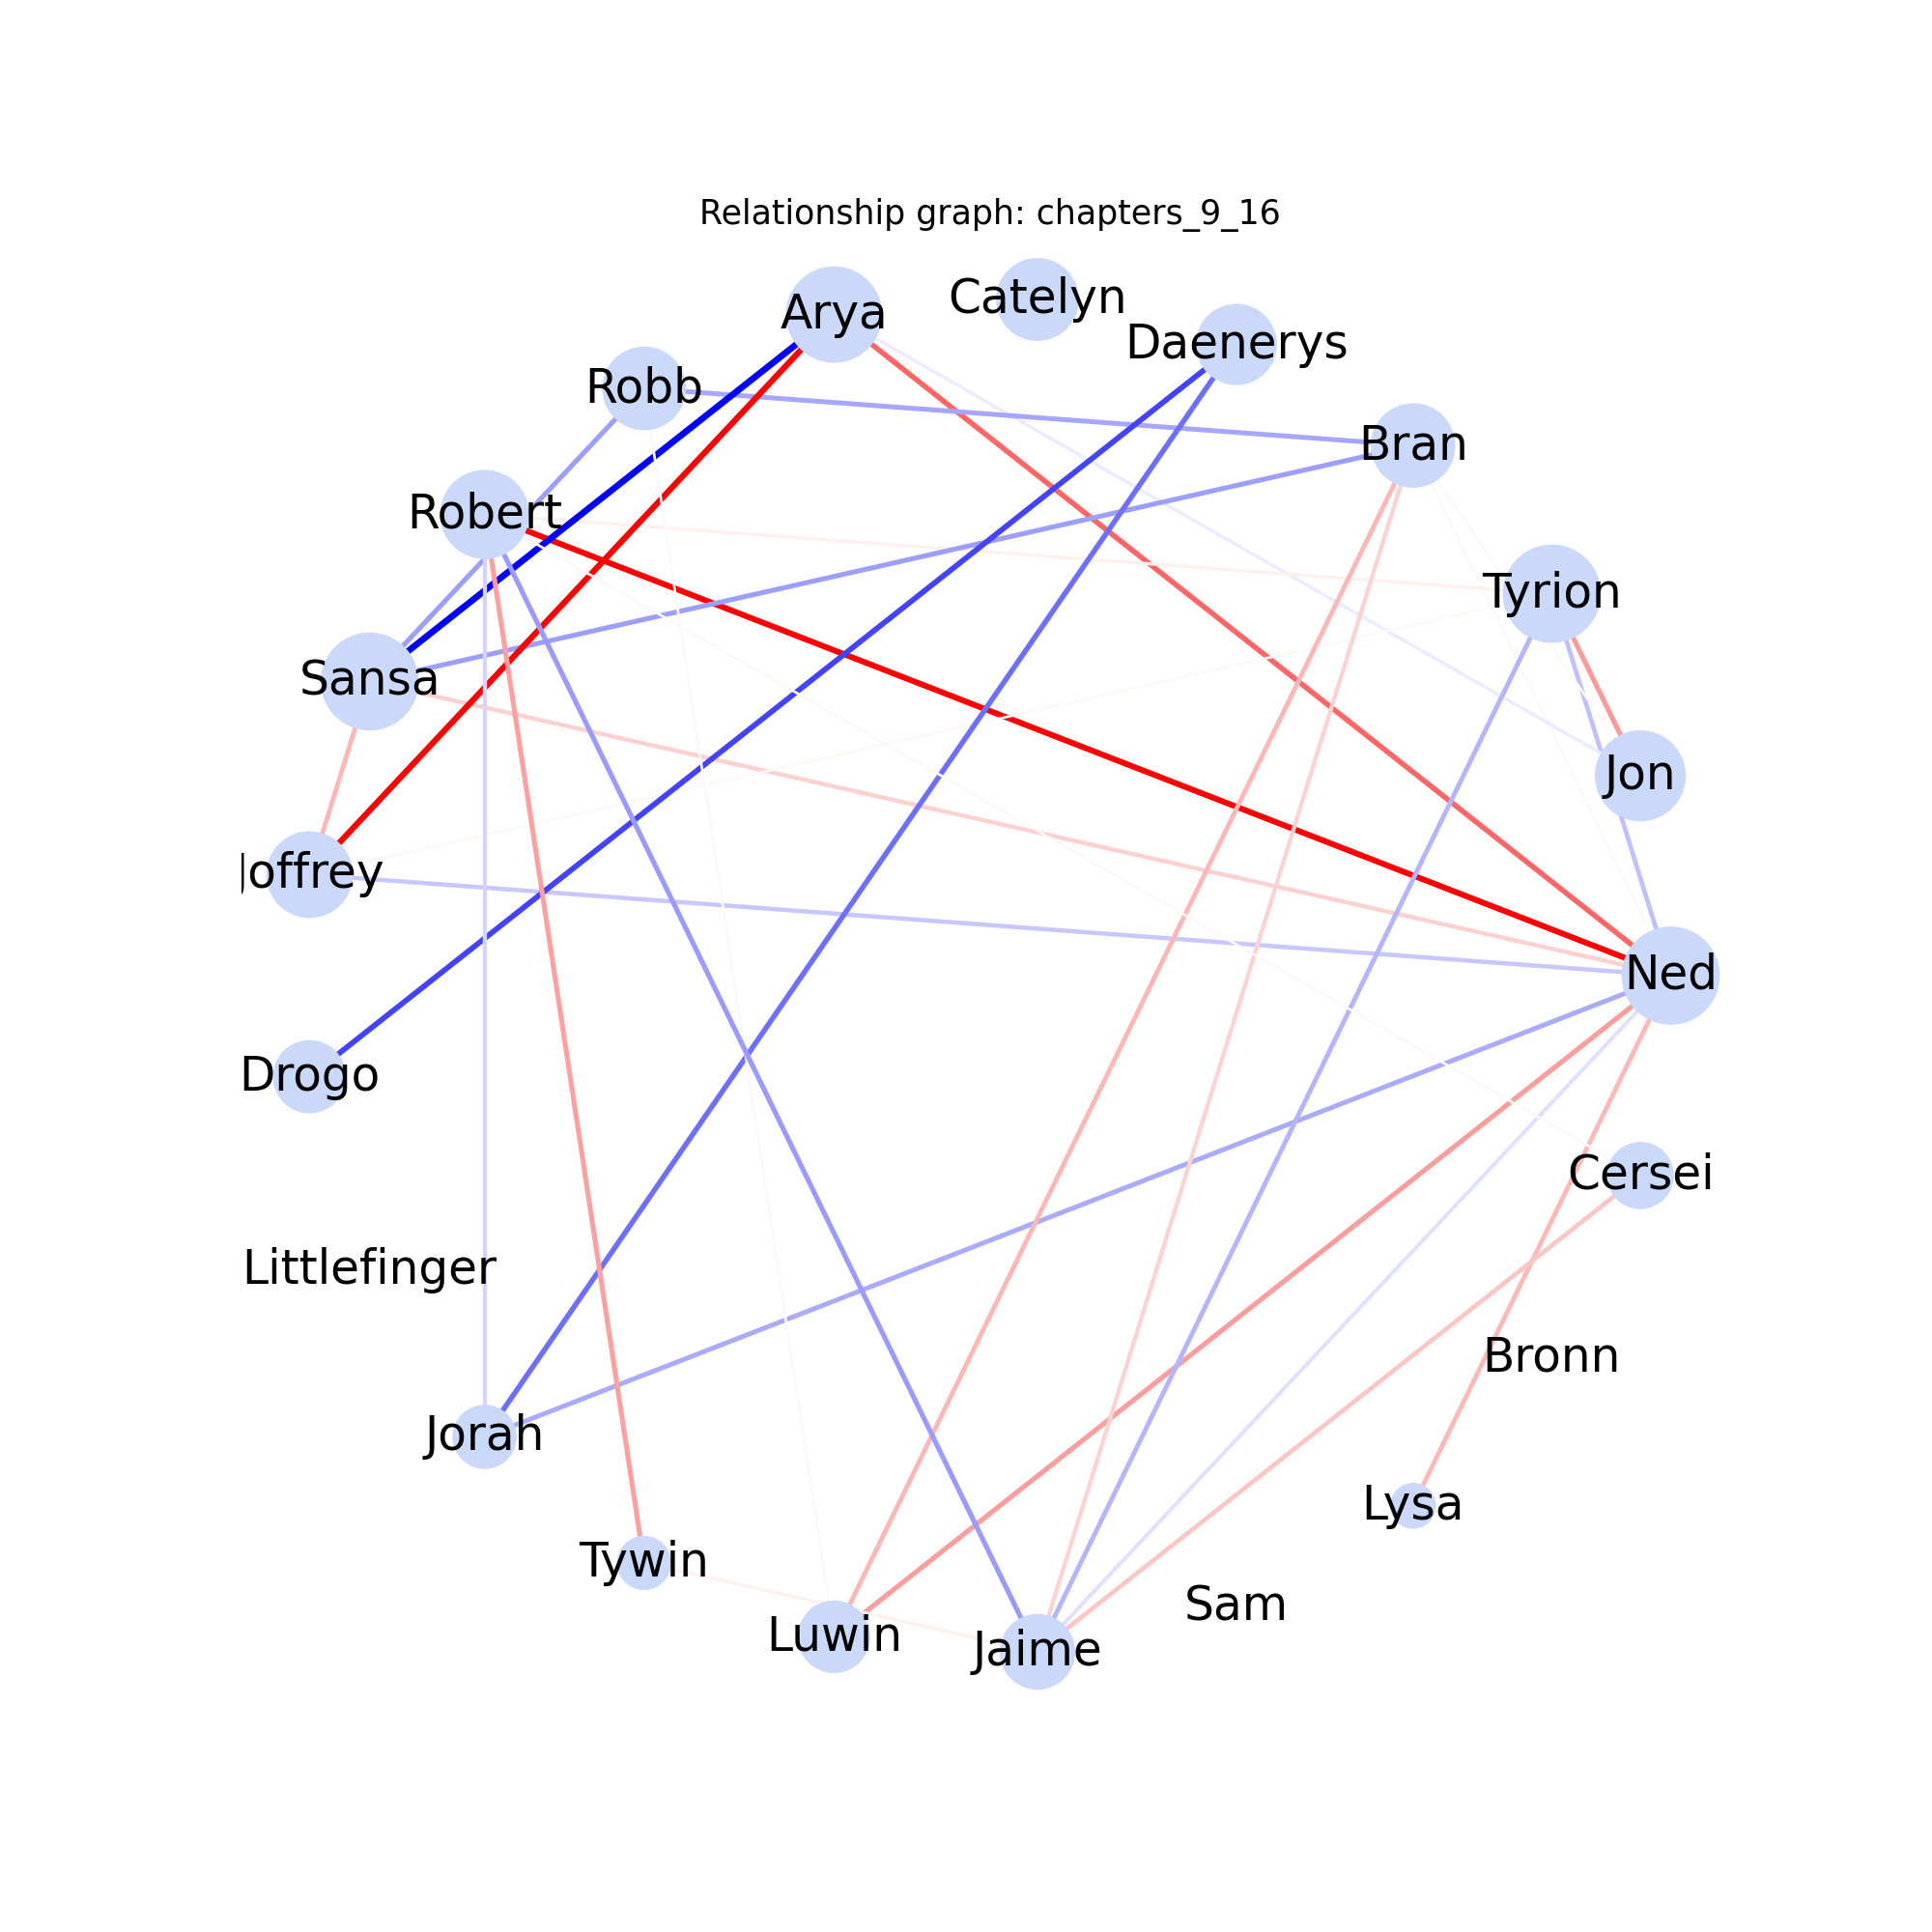 Relationship graph: chapters_9_16
Catelyn
Arya
Daenerys
Robb
Bran
Robert
Tyrion
Sansa
Jon
Joffrey
Ned
Drogo
Cersei
Littlefinger
Bronn
Jorah
Lysa
Tywin
Sam
Luwin
Jaime